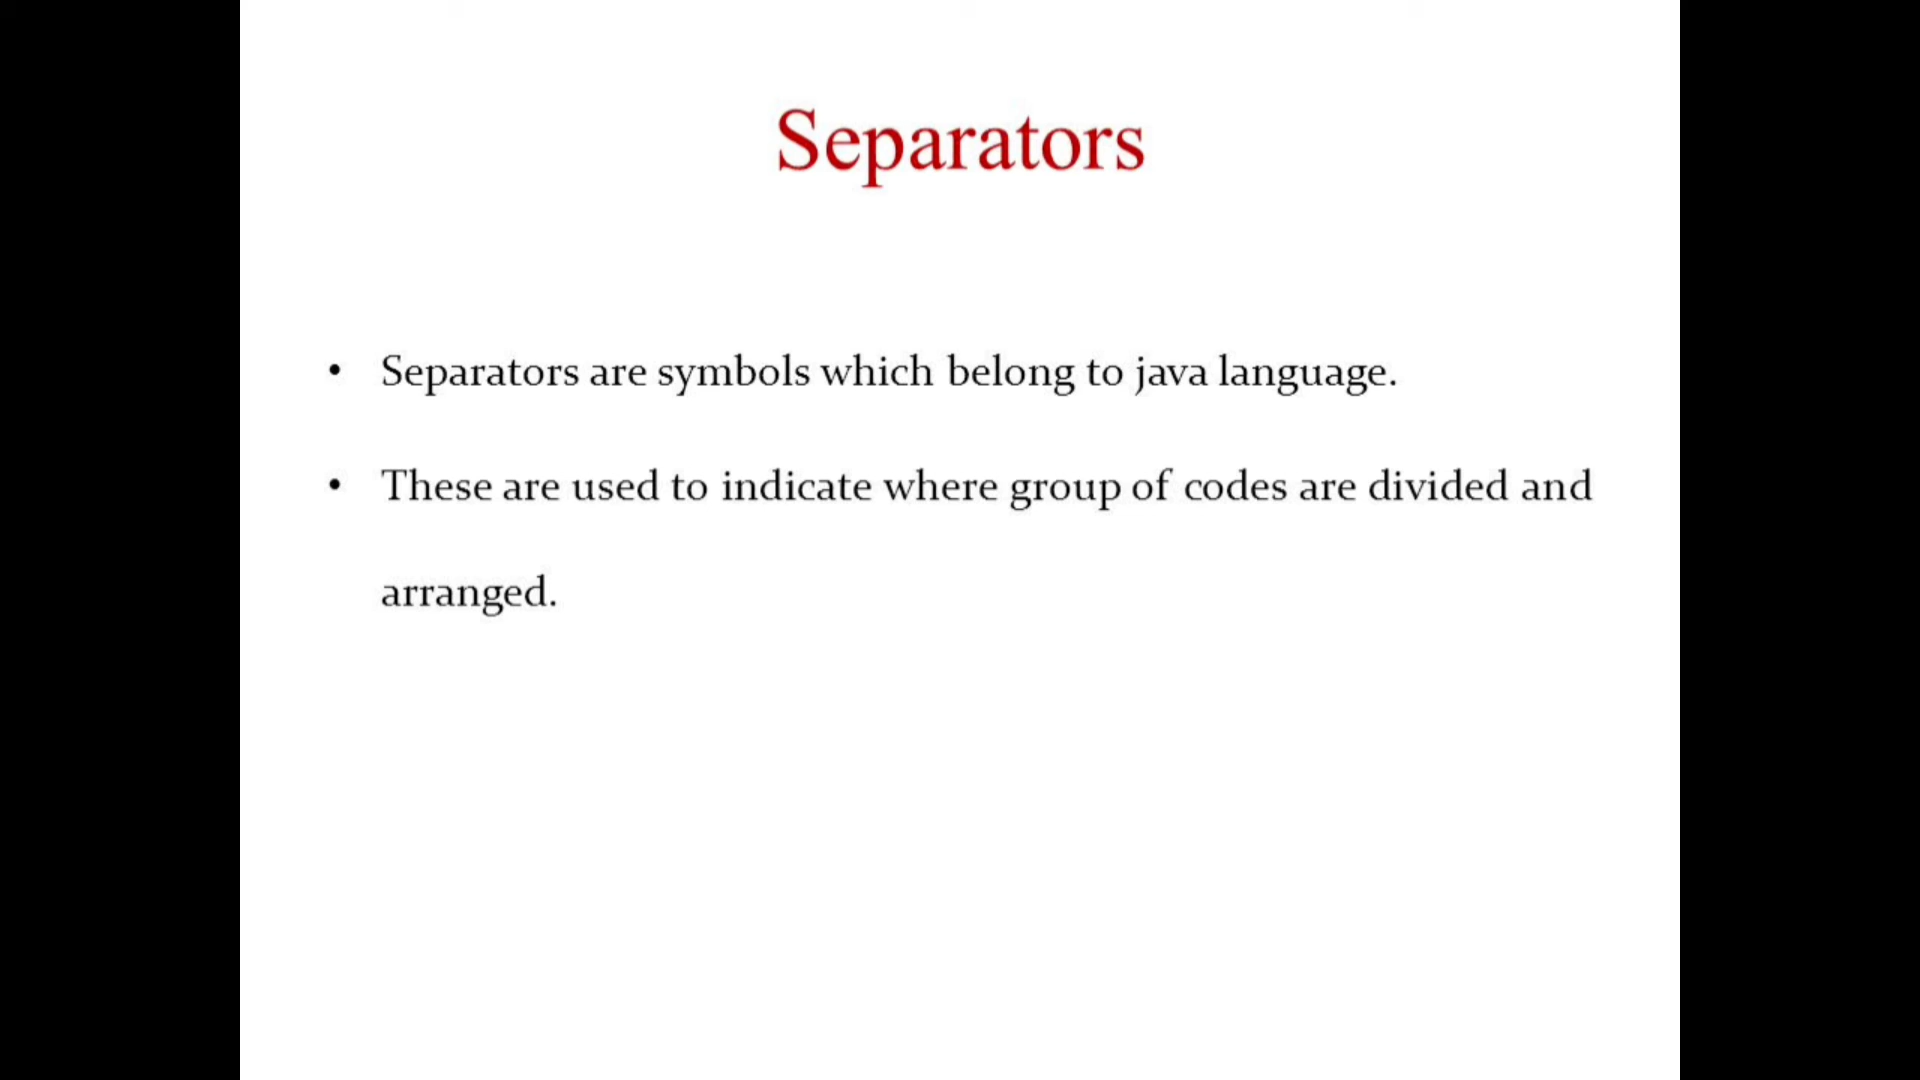 Separators
• Separators are symbols which belong to java language.
• These are used to indicate where group of codes are divided and
arranged.